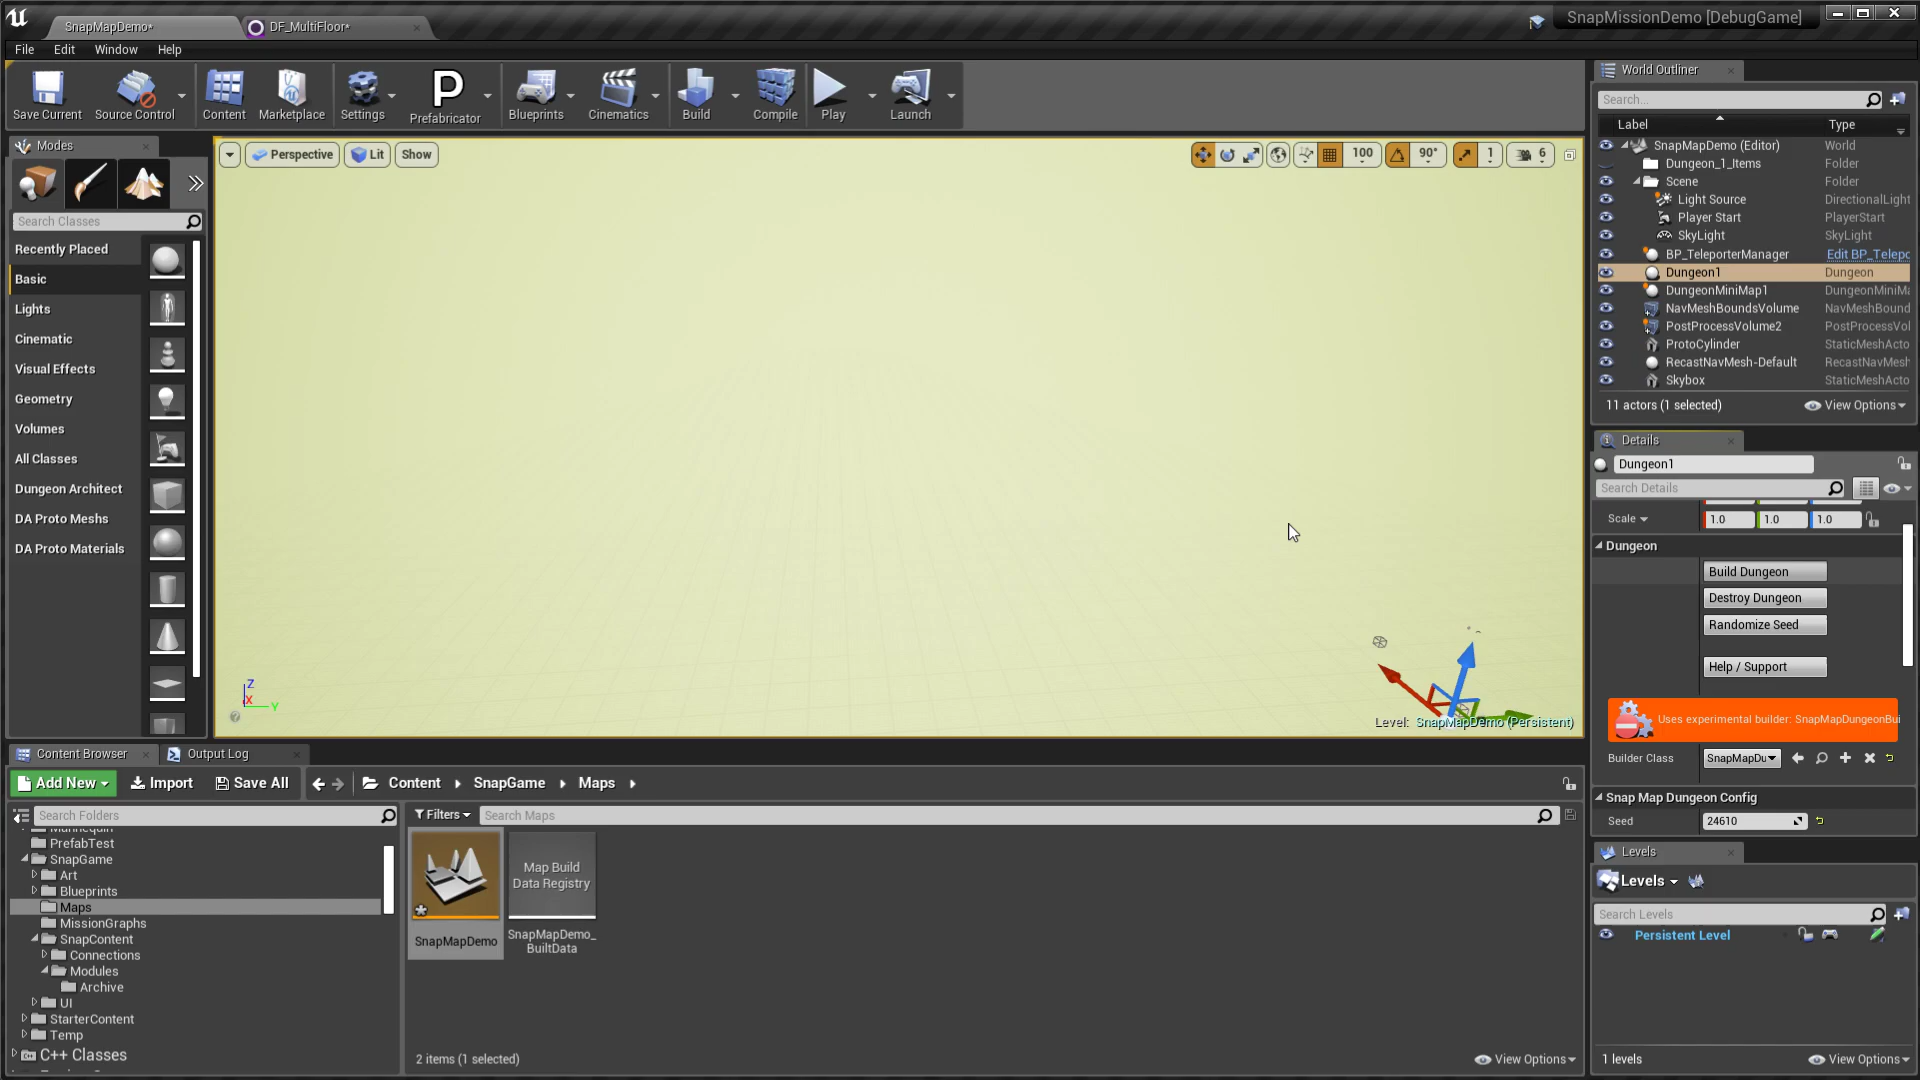 SnapMapDemo*
DF_MultiFloor*
SnapMissionDemo [DebugGame]
File Edit Window Help
Save Current
Source Control
Content
Marketplace
Settings
Prefabricator
Blueprints
Cinematics
Build
Compile
Play
Launch
Modes
Search Classes
Recently Placed
Basic
Lights
Cinematic
Visual Effects
Geometry
Volumes
All Classes
Dungeon Architect
DA Proto Meshes
DA Proto Materials
Perspective
Lit
Show
100
90°
1
6
Z
X
Y
Level: SnapMapDemo (Persistent)
World Outliner
Search...
Label Type
SnapMapDemo (Editor) World
Dungeon_1_Items Folder
Scene Folder
Light Source DirectionalLight
Player Start PlayerStart
SkyLight SkyLight
BP_TeleporterManager Edit BP_Telepo
Dungeon1 Dungeon
DungeonMiniMap1 DungeonMiniMa
NavMeshBoundsVolume NavMeshBound
PostProcessVolume2 PostProcessVol
ProtoCylinder StaticMeshActo
RecastNavMesh-Default RecastNavMesh
Skybox StaticMeshActo
11 actors (1 selected)
View Options
Details
Dungeon1
Search Details
Scale 1.0 1.0 1.0
Dungeon
Build Dungeon
Destroy Dungeon
Randomize Seed
Help / Support
Uses experimental builder: SnapMapDungeonBui
Builder Class SnapMapDu
Snap Map Dungeon Config
Seed 24610
Levels
Levels
Search Levels
Persistent Level
1 levels
View Options
Content Browser
Output Log
Add New
Import
Save All
Content SnapGame Maps
Search Folders
Mannequin
PrefabTest
SnapGame
Art
Blueprints
Maps
MissionGraphs
SnapContent
Connections
Modules
Archive
UI
StarterContent
Temp
C++ Classes
Filters
Search Maps
Map Build
Data Registry
SnapMapDemo
SnapMapDemo_
BuiltData
2 items (1 selected)
View Options